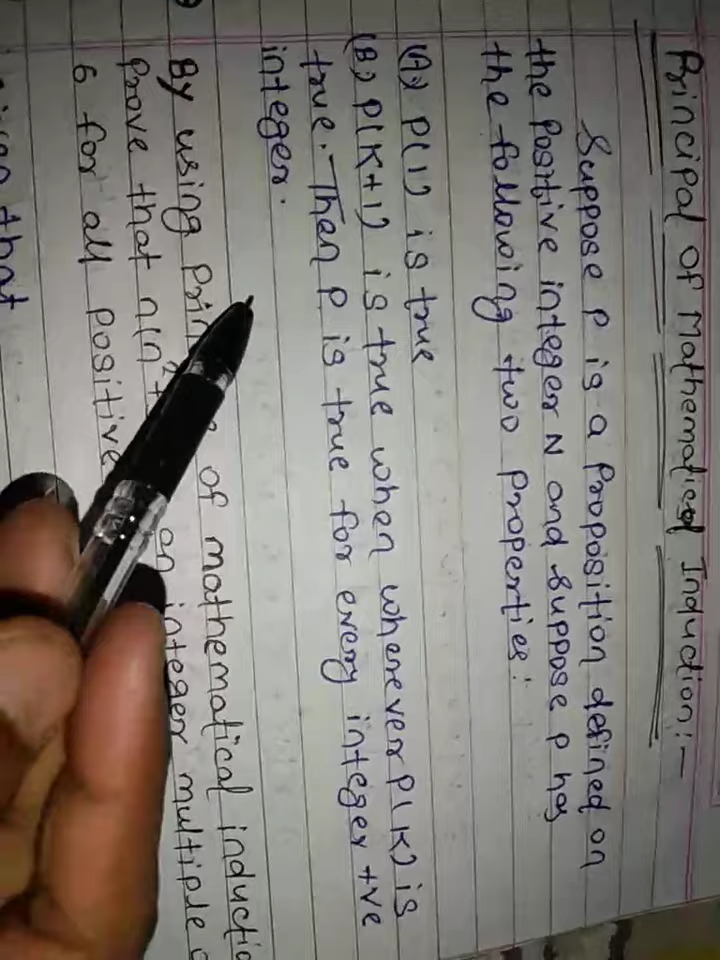 Principal of Mathematical Induction:-
Suppose P is a Proposition defined on
the Positive integer N and suppose P has
the following two Properties:
(A) P(1) is true
(B) P(K+1) is true when whenever P(K) is
true. Then P is true for every integer +ve
integer.
By using of mathematical
Prove that n(n² an integer multiple
6 for all positive
that